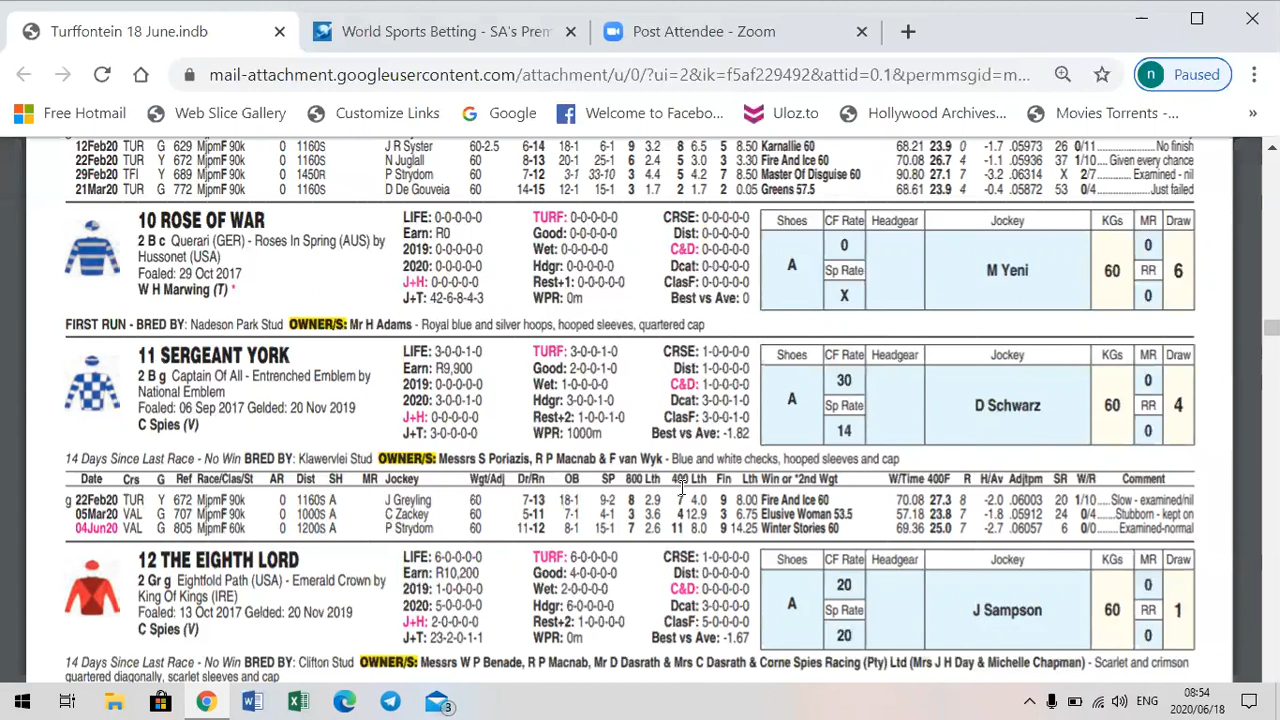 Turffontein 18 June.indb
World Sports Betting - SA's Prem
Post Attendee - Zoom
mail-attachment.googleusercontent.com/attachment/u/0/?ui=2&ik=f5af229492&attid=0.1&permmsgid=m...
n Paused
Free Hotmail Web Slice Gallery Customize Links Google Welcome to Facebo... Uloz.to Hollywood Archives... Movies Torrents -... »
12Feb20 TUR G 629 MjpmF 90k 0 1160S J R Syster 60-2.5 6-14 18-1 6-1 9 3.2 8 6.5 5 8.50 Karnallie 60 68.21 23.9 0 -1.7 .05973 26 0/11 No finish
22Feb20 TUR Y 672 MjpmF 90k 0 1160S N Juglall 60 8-13 20-1 25-1 6 2.4 5 3.0 3 3.30 Fire And Ice 60 70.08 26.7 4 -1.1 .05938 37 1/10 Given every chance
29Feb20 TFI Y 689 MjpmF 90k 0 1450R P Strydom 60 7-12 3-1 33-10 3 4.4 5 4.2 7 8.50 Master Of Disguise 60 90.80 27.1 7 -3.2 .06314 X 2/7 Examined - nil
21Mar20 TUR G 772 MjpmF 90k 0 1160S D De Gouveia 60 14-15 12-1 15-1 3 1.7 2 1.7 2 0.05 Greens 57.5 68.61 23.9 4 -0.4 .05872 53 0/4 Just failed
10 ROSE OF WAR
2 B c Querari (GER) - Roses In Spring (AUS) by
Hussonet (USA)
Foaled: 29 Oct 2017
W H Marwing (T) *
LIFE: 0-0-0-0-0 TURF: 0-0-0-0-0 CRSE: 0-0-0-0-0
Earn: R0 Good: 0-0-0-0-0 Dist: 0-0-0-0-0
2019: 0-0-0-0-0 Wet: 0-0-0-0-0 C&D: 0-0-0-0-0
2020: 0-0-0-0-0 Hdgr: 0-0-0-0-0 Dcat: 0-0-0-0-0
J+H: 0-0-0-0-0 Rest+1: 0-0-0-0-0 ClasF: 0-0-0-0-0
J+T: 42-6-8-4-3 WPR: 0m Best vs Ave: 0
Shoes CF Rate Headgear Jockey KGs MR Draw
A 0 Sp Rate X M Yeni 60 0 RR 0 6
FIRST RUN - BRED BY: Nadeson Park Stud OWNER/S: Mr H Adams - Royal blue and silver hoops, hooped sleeves, quartered cap
11 SERGEANT YORK
2 B g Captain Of All - Entrenched Emblem by
National Emblem
Foaled: 06 Sep 2017 Gelded: 20 Nov 2019
C Spies (V)
LIFE: 3-0-0-1-0 TURF: 3-0-0-1-0 CRSE: 1-0-0-0-0
Earn: R9,900 Good: 2-0-0-1-0 Dist: 1-0-0-0-0
2019: 0-0-0-0-0 Wet: 1-0-0-0-0 C&D: 1-0-0-0-0
2020: 3-0-0-1-0 Hdgr: 3-0-0-1-0 Dcat: 3-0-0-1-0
J+H: 0-0-0-0-0 Rest+2: 1-0-0-1-0 ClasF: 3-0-0-1-0
J+T: 3-0-0-0-0 WPR: 1000m Best vs Ave: -1.82
Shoes CF Rate Headgear Jockey KGs MR Draw
A 30 Sp Rate 14 D Schwarz 60 0 RR 0 4
14 Days Since Last Race - No Win BRED BY: Klawervlei Stud OWNER/S: Messrs S Poriazis, R P Macnab & F van Wyk - Blue and white checks, hooped sleeves and cap
Date Crs Ref Race/Clas/St AR Dist SH MR Jockey Wgt/Adj Dr/Rn OB SP 800 Lth 400 Lth Fin Lth Win or *2nd Wgt W/Time 400F R H/Av Adjtpm SR W/R Comment
g 22Feb20 TUR Y 672 MjpmF 90k 0 1160S A J Greyling 60 7-13 18-1 9-2 8 2.9 7 4.0 9 8.00 Fire And Ice 60 70.08 27.3 8 -2.0 .06003 20 1/10 Slow - examined/nil
05Mar20 VAL G 707 MjpmF 90k 0 1000S A C Zackey 60 5-11 7-1 4-1 3 3.6 4 12.9 3 6.75 Elusive Woman 53.5 57.18 23.8 7 -1.8 .05912 24 0/0 Stubborn - kept on
04Jun20 VAL G 805 MjpmF 90k 0 1200S A P Strydom 60 11-12 8-1 15-1 7 2.6 11 8.0 9 14.25 Winter Stories 60 69.36 25.0 7 -2.7 .06057 6 0/0 Examined-normal
12 THE EIGHTH LORD
2 Gr g Eightfold Path (USA) - Emerald Crown by
King Of Kings (IRE)
Foaled: 13 Oct 2017 Gelded: 20 Nov 2019
C Spies (V)
LIFE: 6-0-0-0-0 TURF: 6-0-0-0-0 CRSE: 1-0-0-0-0
Earn: R10,200 Good: 4-0-0-0-0 Dist: 0-0-0-0-0
2019: 1-0-0-0-0 Wet: 2-0-0-0-0 C&D: 0-0-0-0-0
2020: 5-0-0-0-0 Hdgr: 6-0-0-0-0 Dcat: 3-0-0-0-0
J+H: 2-0-0-0-0 Rest+2: 1-0-0-0-0 ClasF: 5-0-0-0-0
J+T: 23-2-0-1-1 WPR: 0m Best vs Ave: -1.67
Shoes CF Rate Headgear Jockey KGs MR Draw
A 20 Sp Rate 20 J Sampson 60 0 RR 0 1
14 Days Since Last Race - No Win BRED BY: Clifton Stud OWNER/S: Messrs W P Benade, R P Macnab, Mr D Dasrath & Mrs C Dasrath & Corne Spies Racing (Pty) Ltd (Mrs J H Day & Michelle Chapman) - Scarlet and crimson
quartered diagonally, scarlet sleeves and cap
3
ENG
08:54
2020/06/18